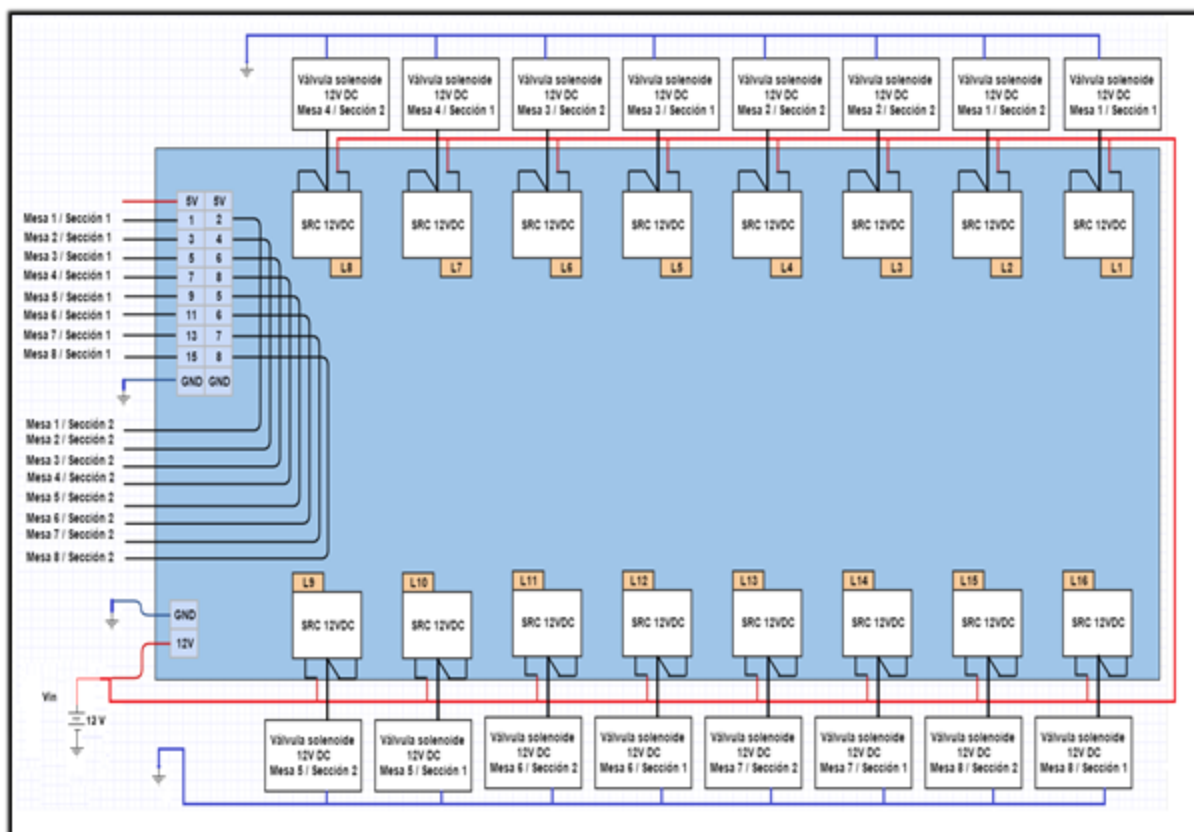 Válvula solenoide
12V DC
Mesa 4 / Sección 2
Válvula solenoide
12V DC
Mesa 4 / Sección 1
Válvula solenoide
12V DC
Mesa 3 / Sección 2
Válvula solenoide
12V DC
Mesa 3 / Sección 1
Válvula solenoide
12V DC
Mesa 2 / Sección 2
Válvula solenoide
12V DC
Mesa 2 / Sección 2
Válvula solenoide
12V DC
Mesa 1 / Sección 2
Válvula solenoide
12V DC
Mesa 1 / Sección 1
SRC 12VDC
L8
SRC 12VDC
L7
SRC 12VDC
L6
SRC 12VDC
L5
SRC 12VDC
L4
SRC 12VDC
L3
SRC 12VDC
L2
SRC 12VDC
L1
5V 5V
Mesa 1 / Sección 1 1 2
Mesa 2 / Sección 1 3 4
Mesa 3 / Sección 1 5 6
Mesa 4 / Sección 1 7 8
Mesa 5 / Sección 1 9 5
Mesa 6 / Sección 1 11 6
Mesa 7 / Sección 1 13 7
Mesa 8 / Sección 1 15 8
GND GND
Mesa 1 / Sección 2
Mesa 2 / Sección 2
Mesa 3 / Sección 2
Mesa 4 / Sección 2
Mesa 5 / Sección 2
Mesa 6 / Sección 2
Mesa 7 / Sección 2
Mesa 8 / Sección 2
GND
12V
Vin
12 V
L9
SRC 12VDC
L10
SRC 12VDC
L11
SRC 12VDC
L12
SRC 12VDC
L13
SRC 12VDC
L14
SRC 12VDC
L15
SRC 12VDC
L16
SRC 12VDC
Válvula solenoide
12V DC
Mesa 5 / Sección 2
Válvula solenoide
12V DC
Mesa 5 / Sección 1
Válvula solenoide
12V DC
Mesa 6 / Sección 2
Válvula solenoide
12V DC
Mesa 6 / Sección 1
Válvula solenoide
12V DC
Mesa 7 / Sección 2
Válvula solenoide
12V DC
Mesa 7 / Sección 1
Válvula solenoide
12V DC
Mesa 8 / Sección 2
Válvula solenoide
12V DC
Mesa 8 / Sección 1